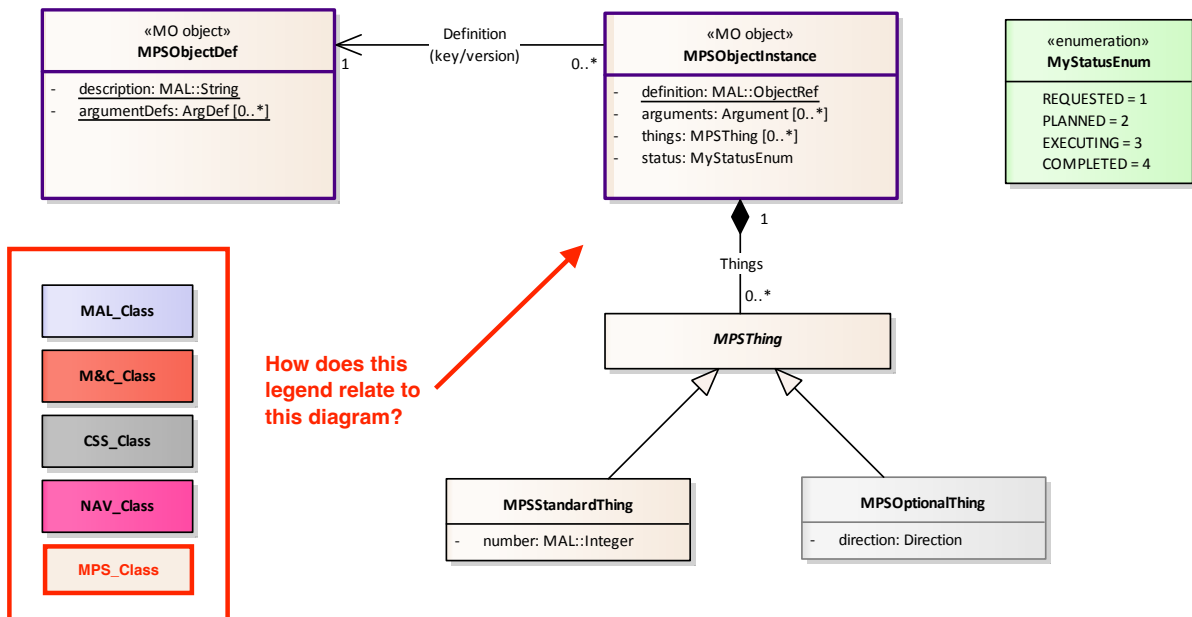 «MO object»
MPSObjectDef
- description: MAL::String
- argumentDefs: ArgDef [0..*]
1
Definition
(key/version)
0..*
«MO object»
MPSObjectInstance
- definition: MAL::ObjectRef
- arguments: Argument [0..*]
- things: MPSThing [0..*]
- status: MyStatusEnum
«enumeration»
MyStatusEnum
REQUESTED = 1
PLANNED = 2
EXECUTING = 3
COMPLETED = 4
1
Things
0..*
MPSThing
MPSStandardThing
- number: MAL::Integer
MPSOptionalThing
- direction: Direction
MAL_Class
M&C_Class
CSS_Class
NAV_Class
MPS_Class
How does this
legend relate to
this diagram?